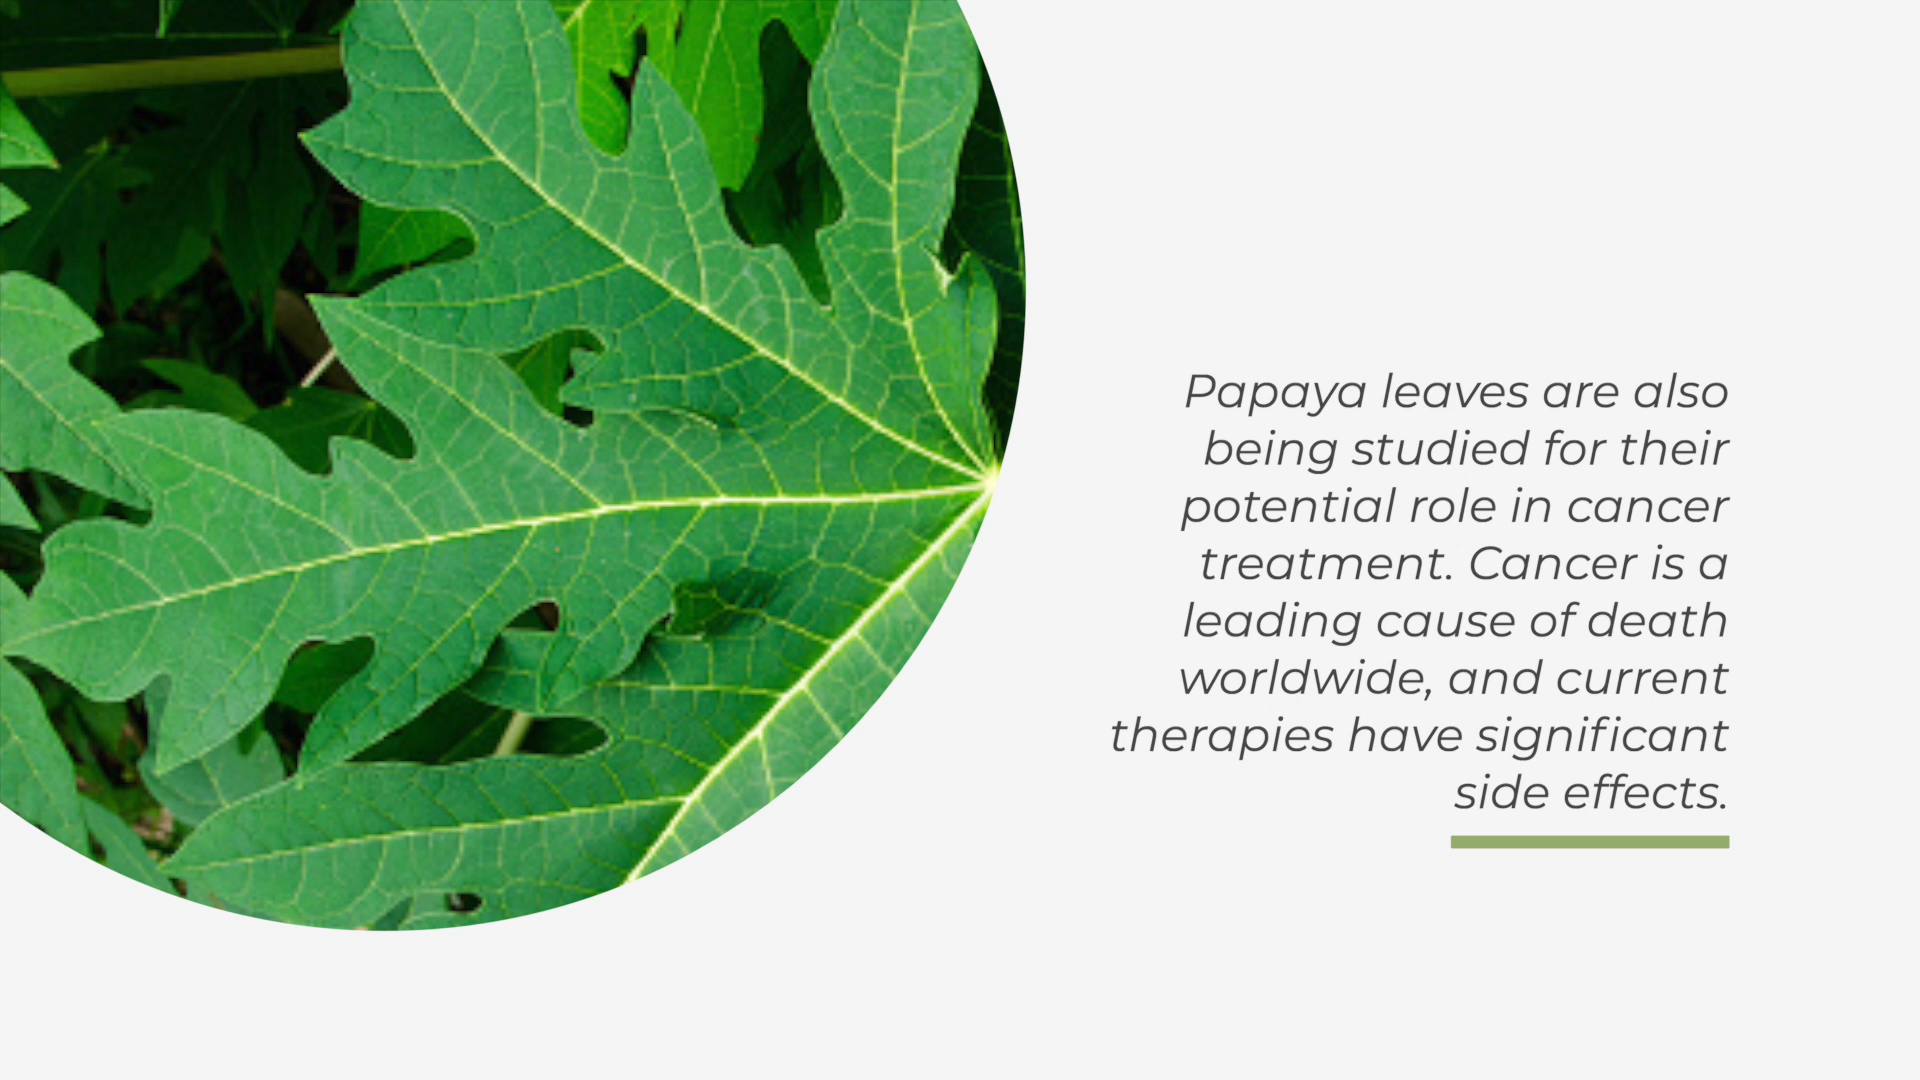 Papaya leaves are also
being studied for their
potential role in cancer
treatment. Cancer is a
leading cause of death
worldwide, and current
therapies have significant
side effects.